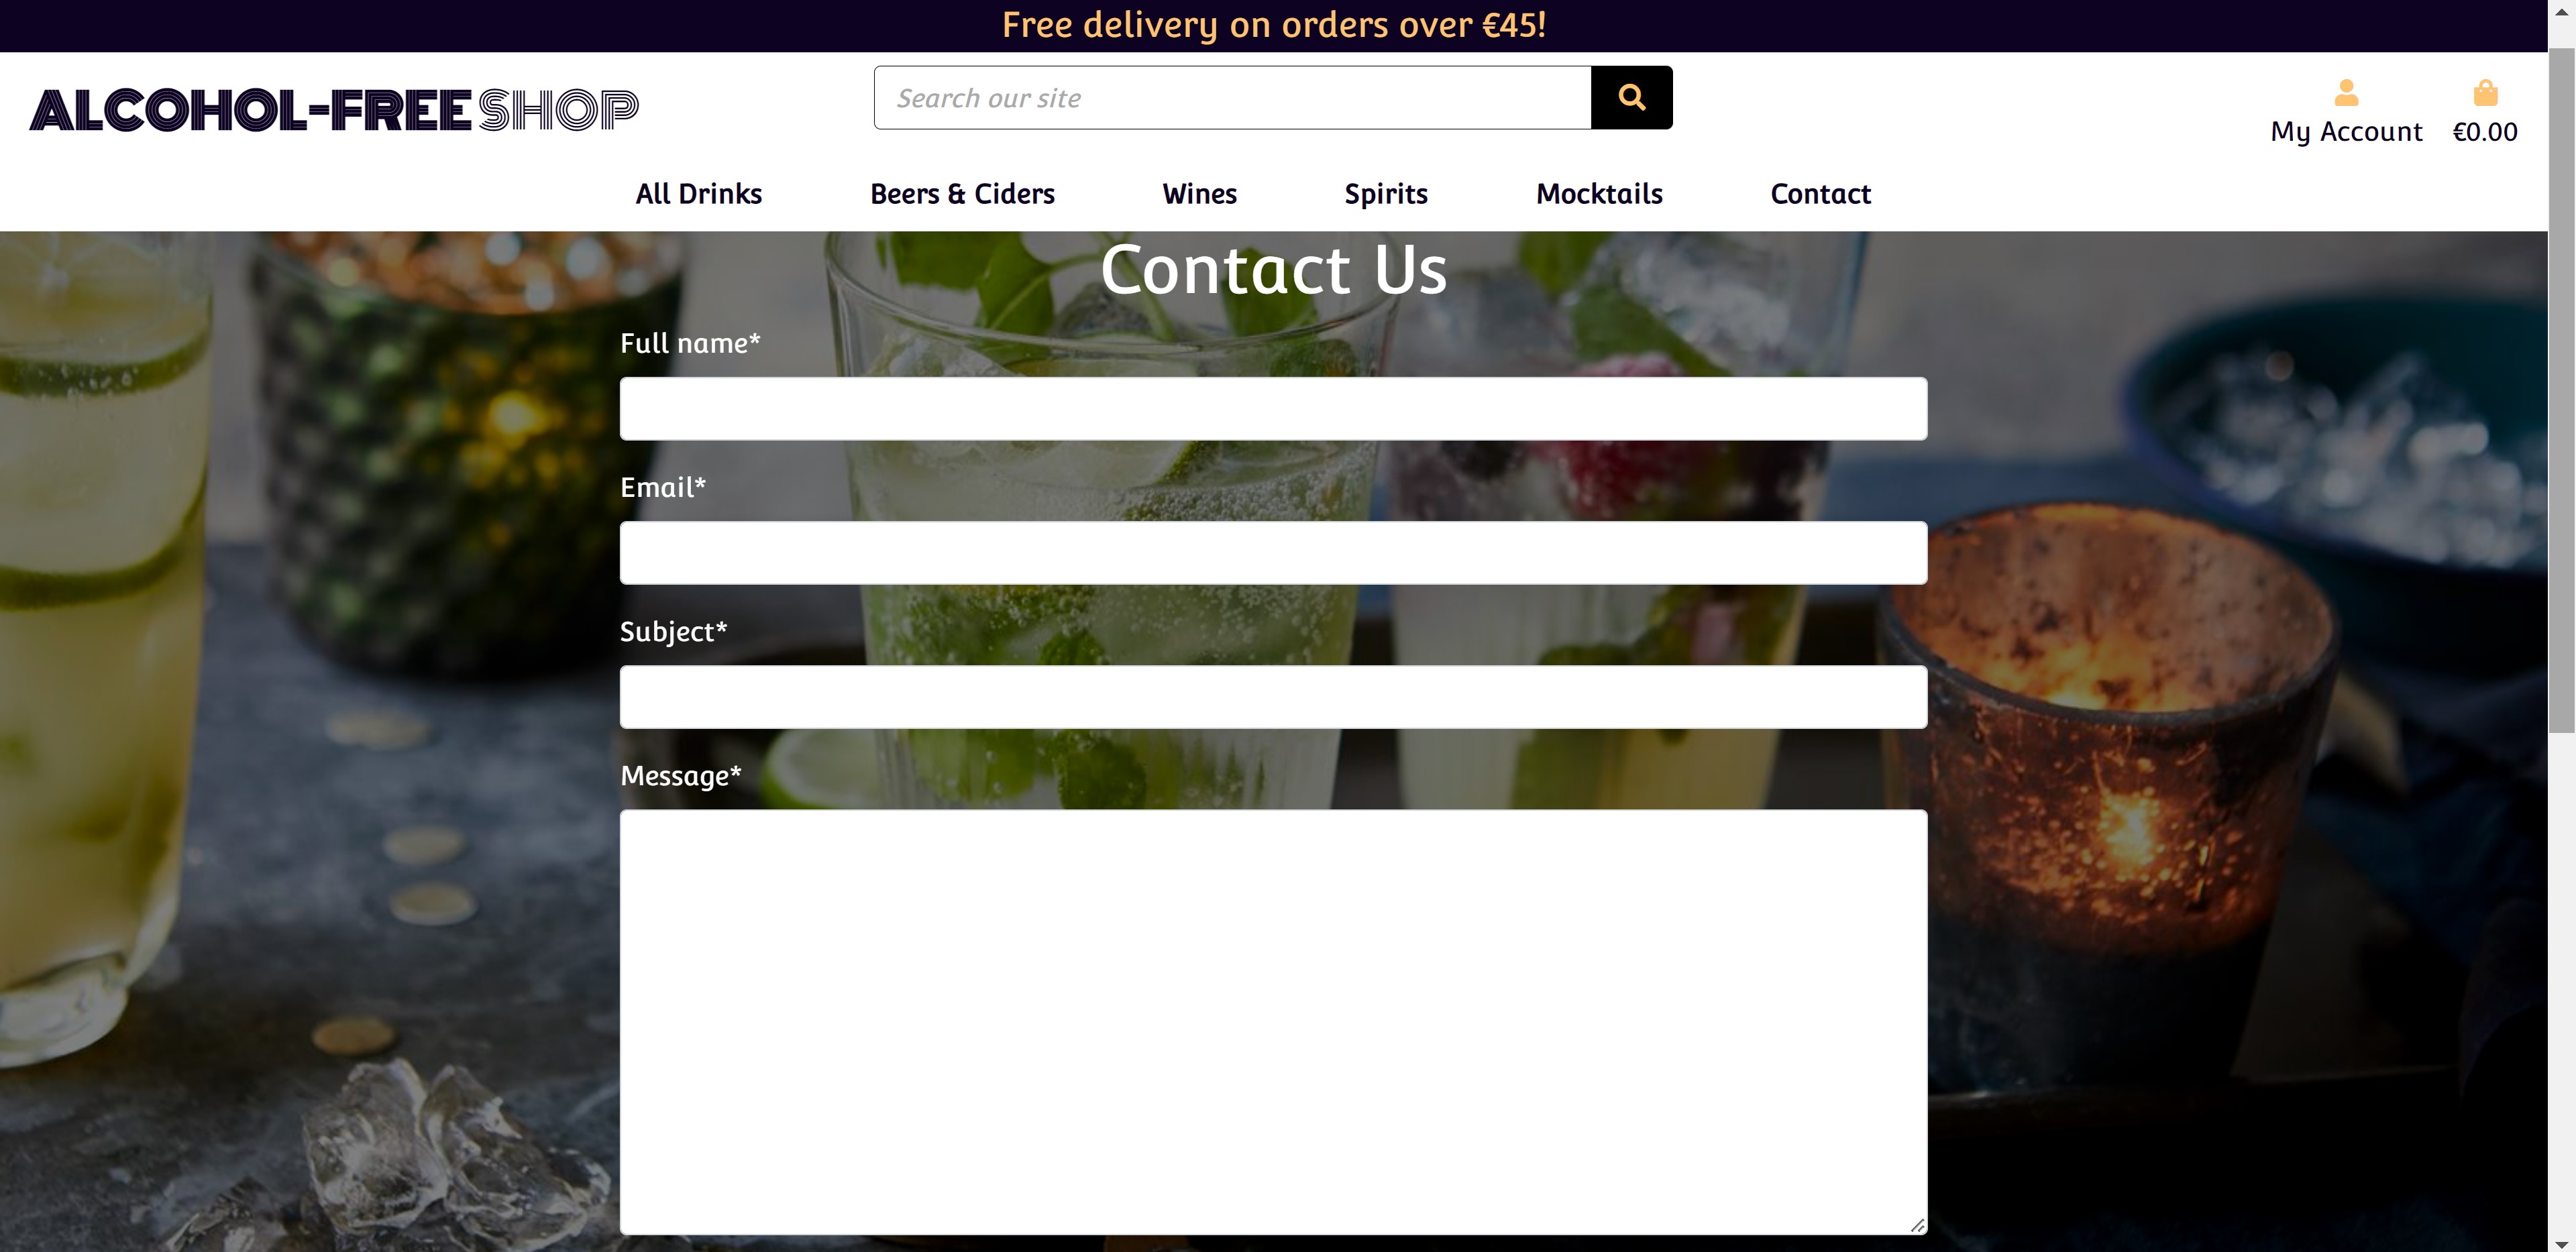 Free delivery on orders over €45!
ALCOHOL-FREE SHOP
Search our site
My Account
€0.00
All Drinks
Beers & Ciders
Wines
Spirits
Mocktails
Contact
Contact Us
Full name*
Email*
Subject*
Message*